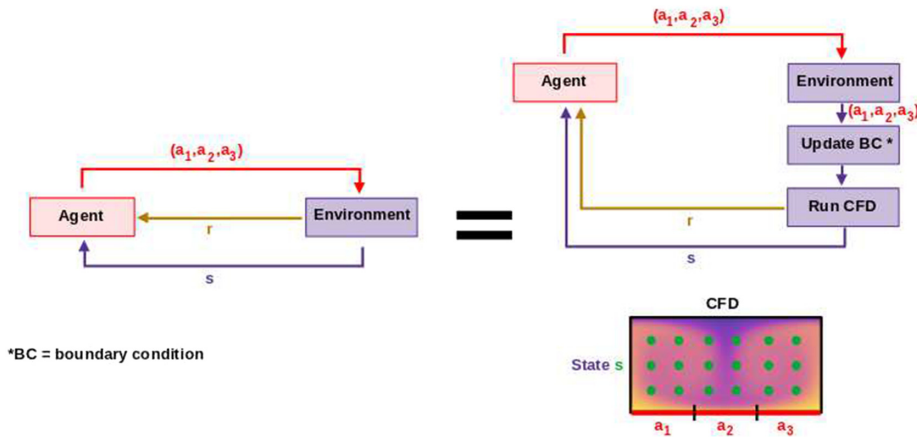 (a1,a2,a3)
Agent
Environment
r
s
*BC = boundary condition
=
(a1,a2,a3)
Agent
Environment
(a1,a2,a3)
Update BC *
Run CFD
r
s
CFD
State s
a1 a2 a3